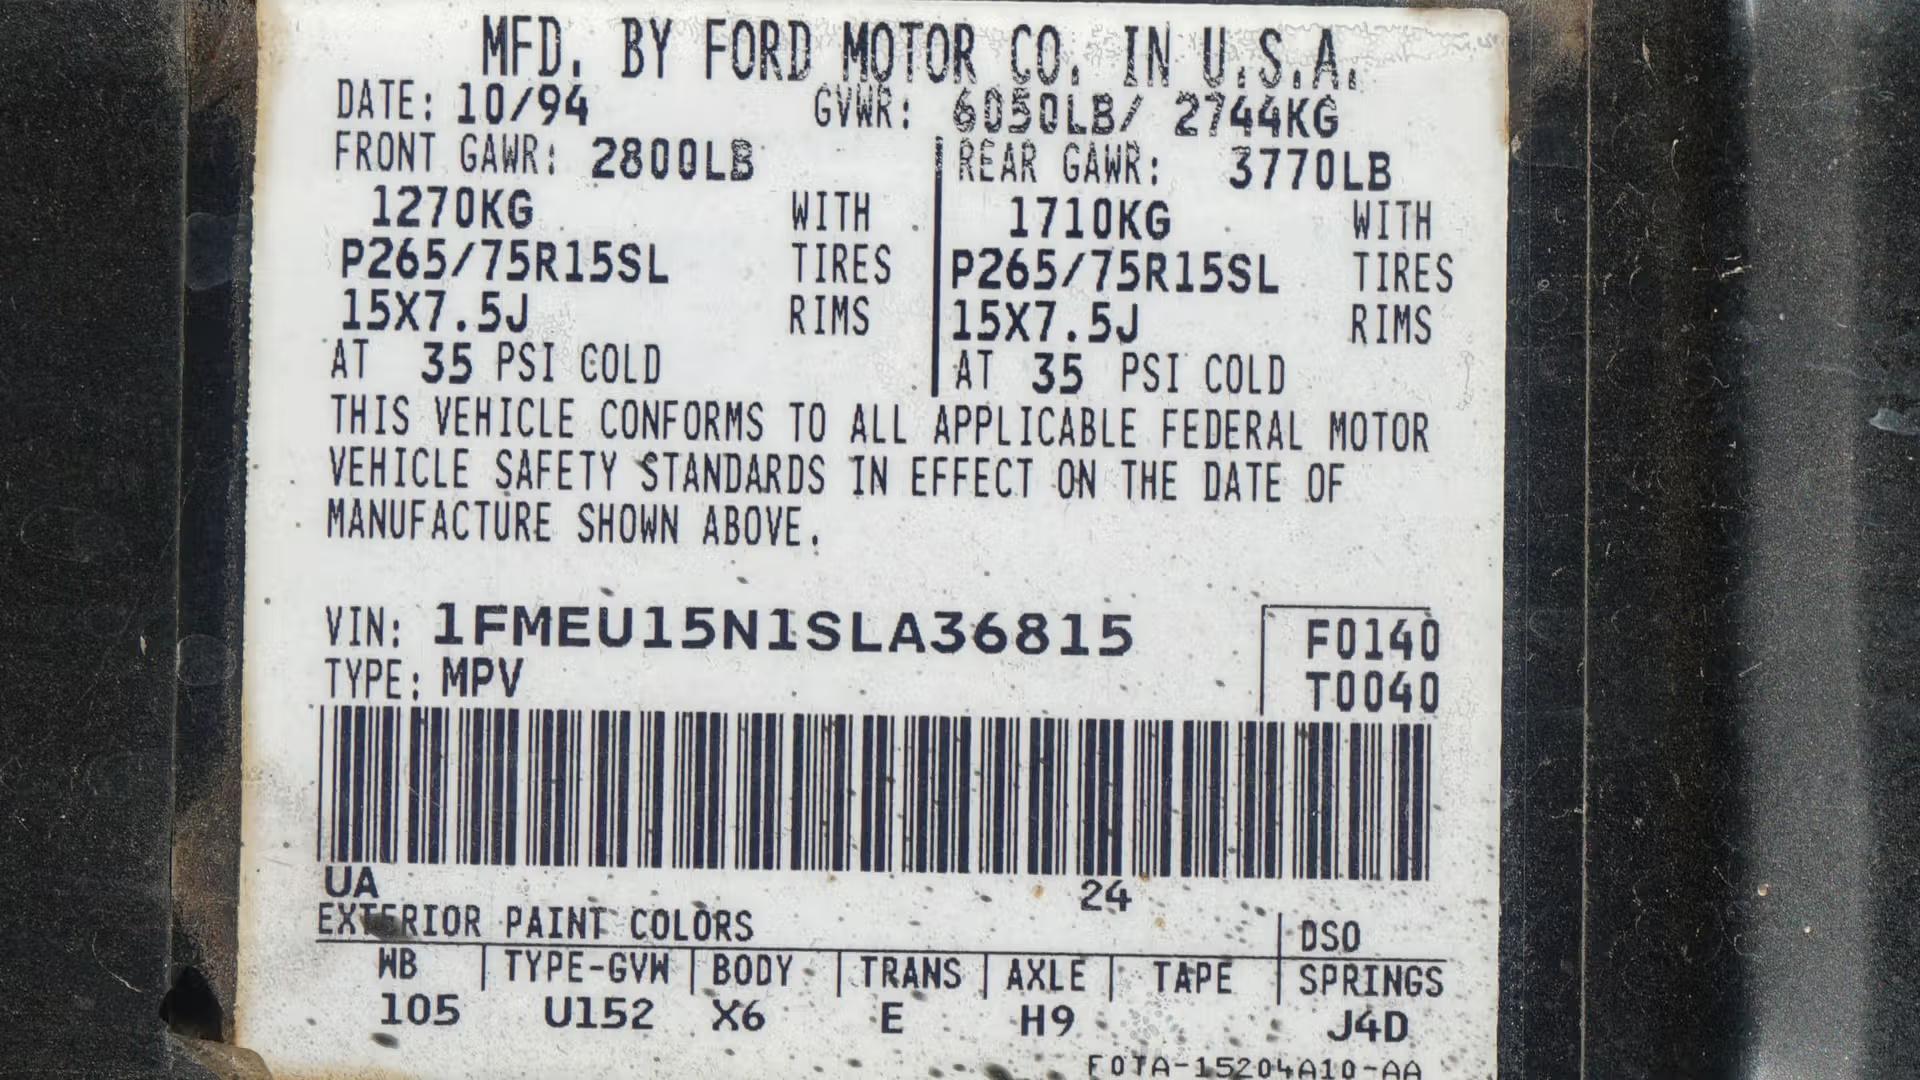 MFD. BY FORD MOTOR CO. IN U.S.A.
DATE: 10/94 GVWR: 6050LB/ 2744KG
FRONT GAWR: 2800LB REAR GAWR: 3770LB
1270KG WITH 1710KG WITH
P265/75R15SL TIRES P265/75R15SL TIRES
15X7.5J RIMS 15X7.5J RIMS
AT 35 PSI COLD AT 35 PSI COLD
THIS VEHICLE CONFORMS TO ALL APPLICABLE FEDERAL MOTOR
VEHICLE SAFETY STANDARDS IN EFFECT ON THE DATE OF
MANUFACTURE SHOWN ABOVE.
VIN: 1FMEU15N1SLA36815 F0140
TYPE: MPV T0040
UA 24
EXTERIOR PAINT COLORS DSO
WB TYPE-GVW BODY TRANS AXLE TAPE SPRINGS
105 U152 X6 E H9 J4D
F0TA-15204A10-AA